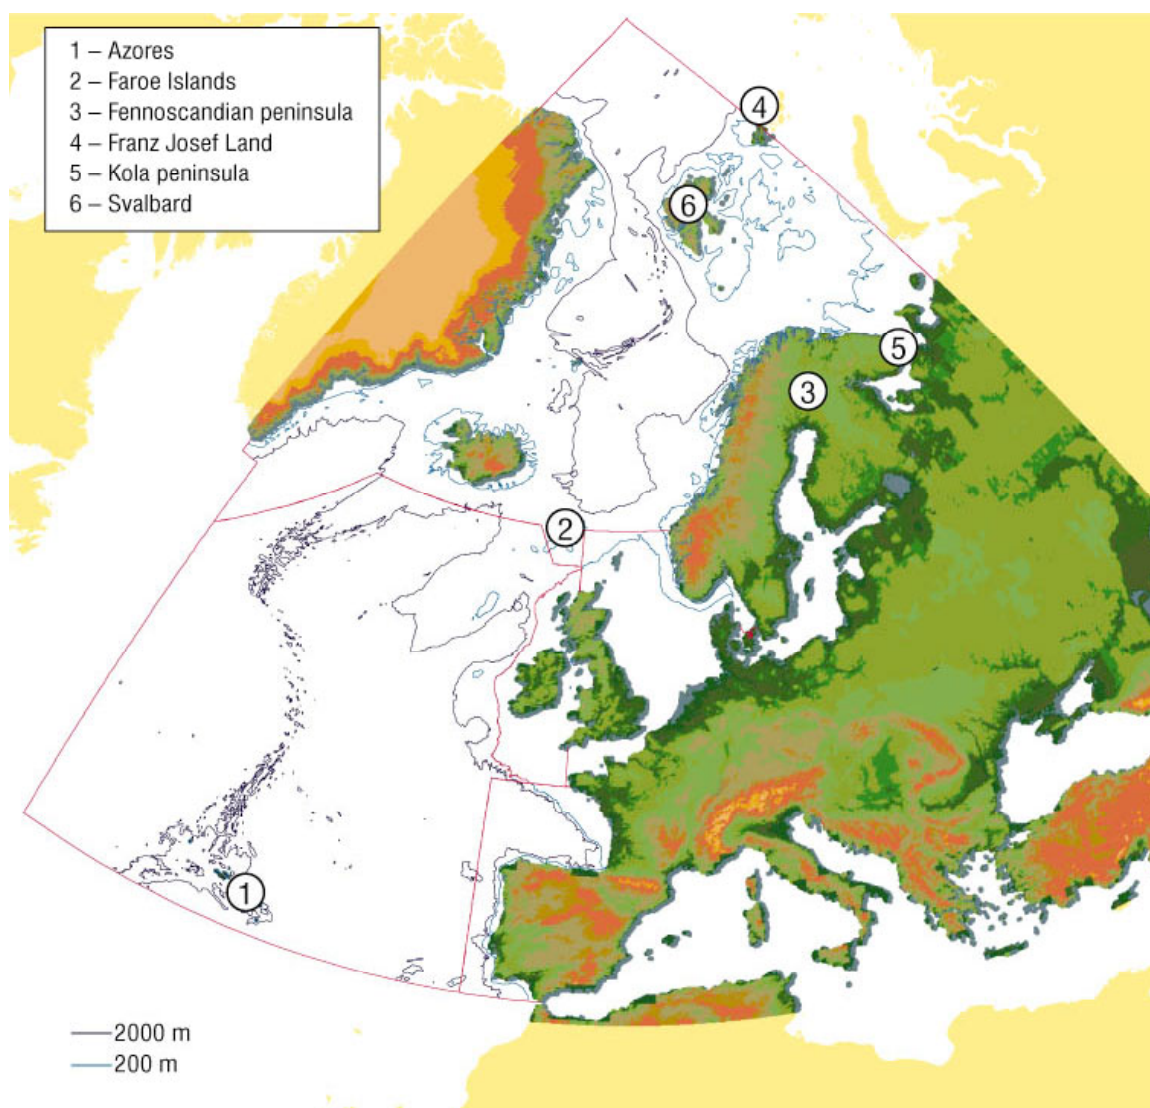 1 – Azores
2 – Faroe Islands
3 – Fennoscandian peninsula
4 – Franz Josef Land
5 – Kola peninsula
6 – Svalbard
4
6
5
3
2
1
2000 m
200 m